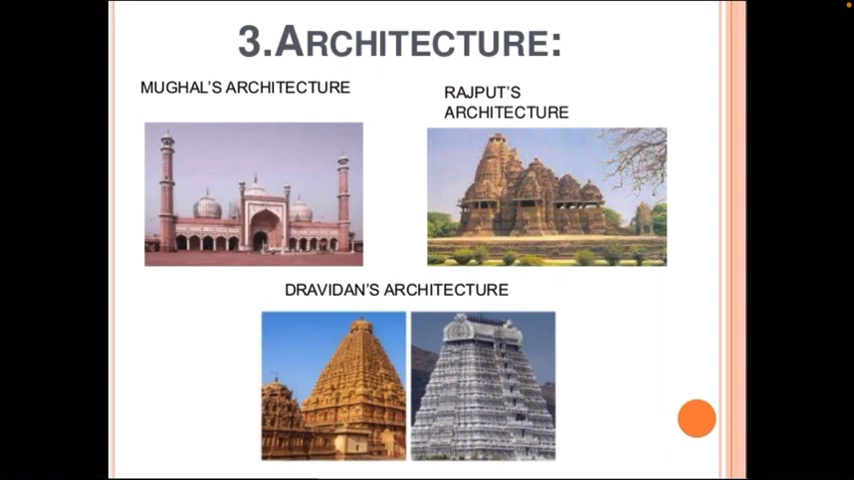 3.ARCHITECTURE:
MUGHAL'S ARCHITECTURE
RAJPUT'S
ARCHITECTURE
DRAVIDAN'S ARCHITECTURE